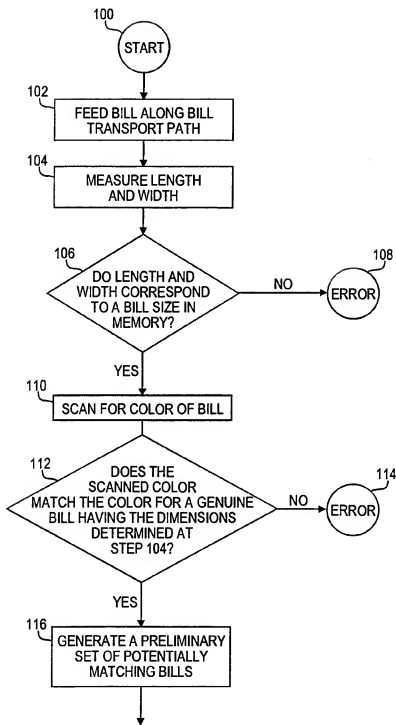 100
START
102
FEED BILL ALONG BILL
TRANSPORT PATH
104
MEASURE LENGTH
AND WIDTH
106
DO LENGTH AND
WIDTH CORRESPOND
TO A BILL SIZE IN
MEMORY?
NO
108
ERROR
YES
110
SCAN FOR COLOR OF BILL
112
DOES THE
SCANNED COLOR
MATCH THE COLOR FOR A GENUINE
BILL HAVING THE DIMENSIONS
DETERMINED AT
STEP 104?
NO
114
ERROR
YES
116
GENERATE A PRELIMINARY
SET OF POTENTIALLY
MATCHING BILLS